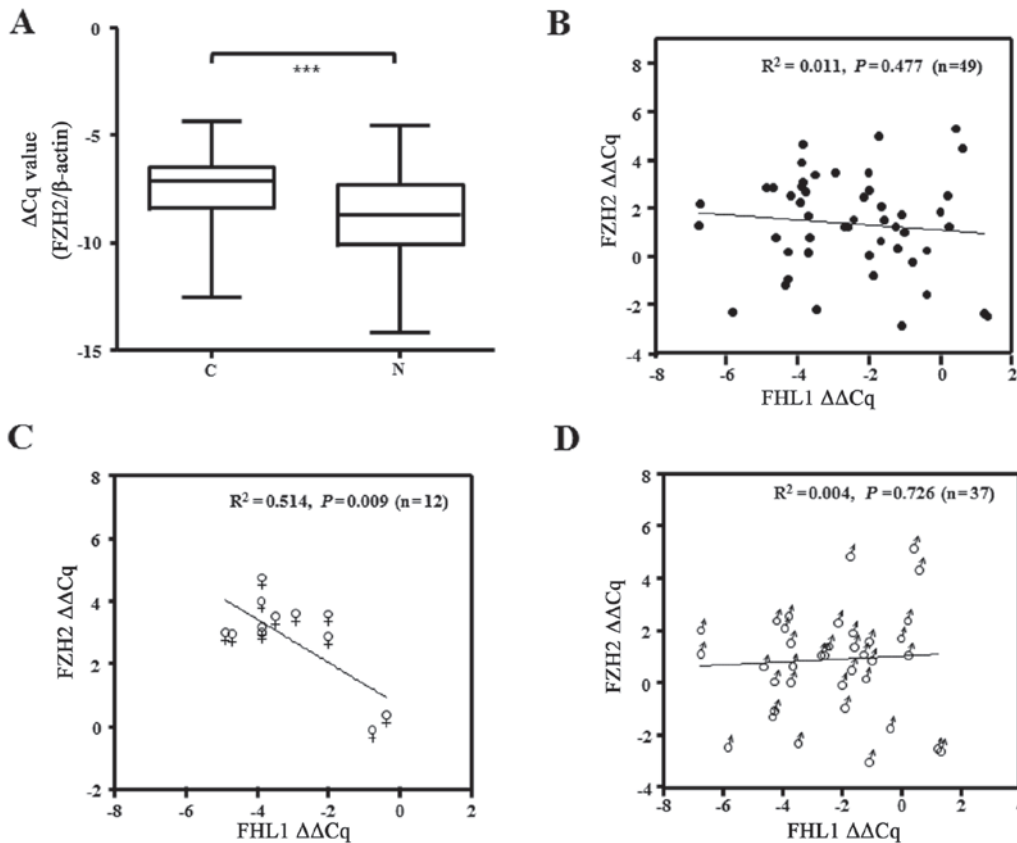 A
0
-5
-10
-15
ΔCq value
(FZH2/β-actin)
***
C
N
B
8
6
4
2
0
-2
-4
FZH2 ΔΔCq
R² = 0.011, P = 0.477 (n=49)
-8
-6
-4
-2
0
2
FHL1 ΔΔCq
C
8
6
4
2
0
-2
FZH2 ΔΔCq
R² = 0.514, P = 0.009 (n=12)
-8
-6
-4
-2
0
2
FHL1 ΔΔCq
D
8
6
4
2
0
-2
-4
FZH2 ΔΔCq
R² = 0.004, P = 0.726 (n=37)
-8
-6
-4
-2
0
2
4
FHL1 ΔΔCq